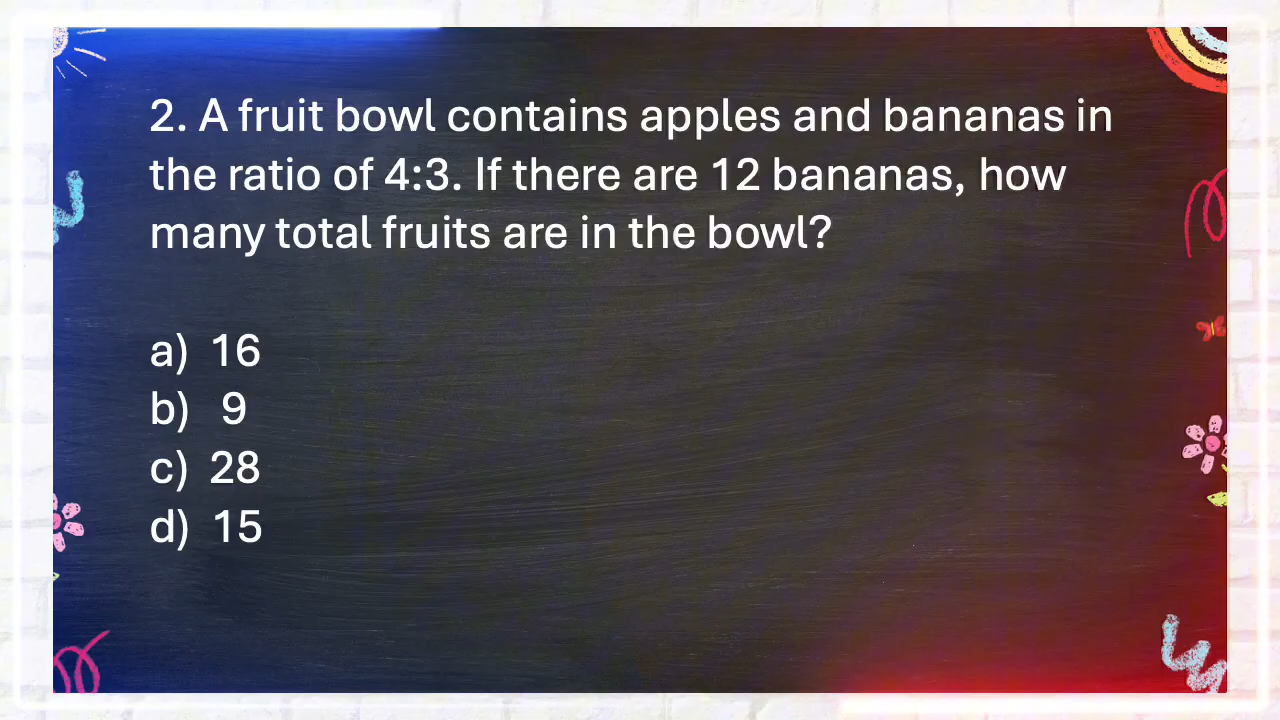 2. A fruit bowl contains apples and bananas in
the ratio of 4:3. If there are 12 bananas, how
many total fruits are in the bowl?
a) 16
b) 9
c) 28
d) 15